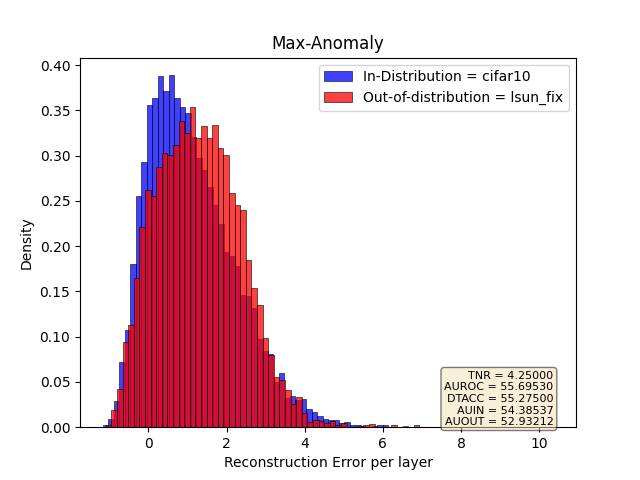 Max-Anomaly
In-Distribution = cifar10
Out-of-distribution = lsun_fix
0.40
0.35
0.30
0.25
0.20
0.15
0.10
0.05
0.00
Density
TNR = 4.25000
AUROC = 55.69530
DTACC = 55.27500
AUIN = 54.38537
AUOUT = 52.93212
0 2 4 6 8 10
Reconstruction Error per layer